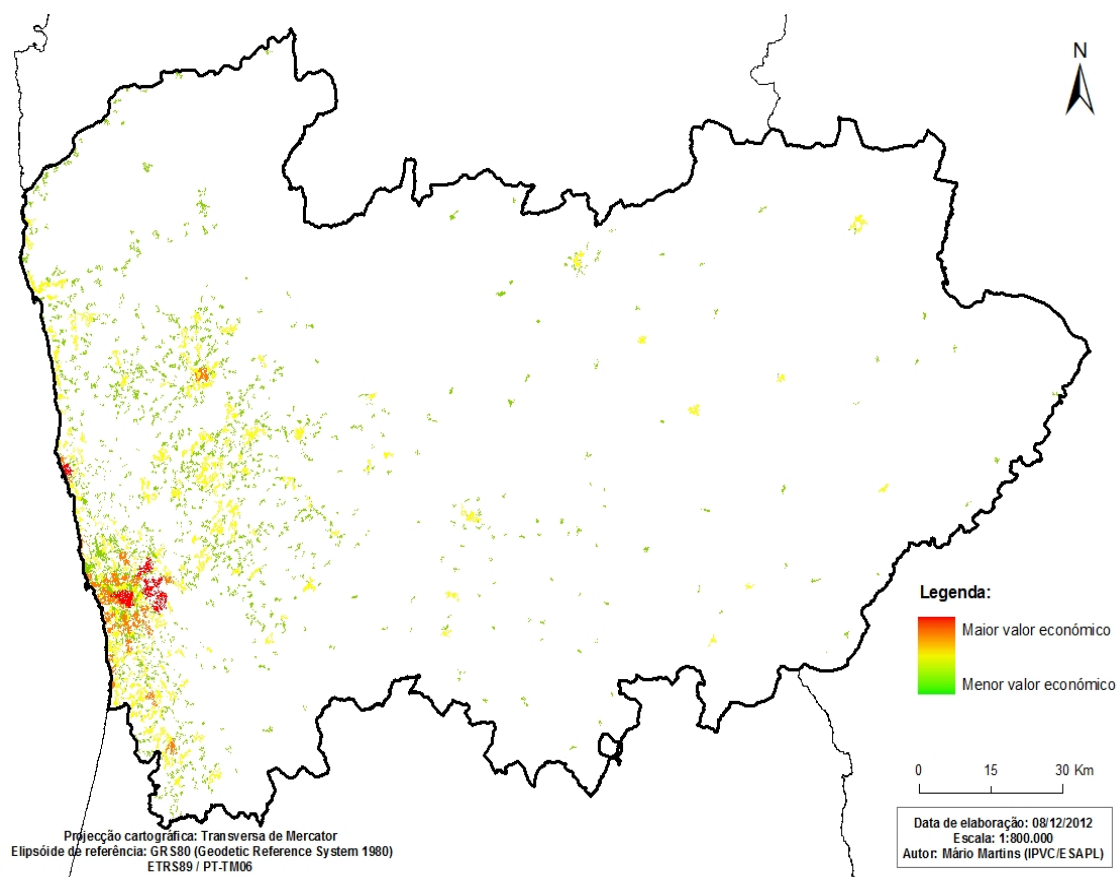 N
Legenda:
Maior valor económico
Menor valor económico
0 15 30 Km
Projecção cartográfica: Transversa de Mercator
Elipsóide de referência: GRS80 (Geodetic Reference System 1980)
ETRS89 / PT-TM06
Data de elaboração: 08/12/2012
Escala: 1:800.000
Autor: Mário Martins (IPVC/ESAPL)